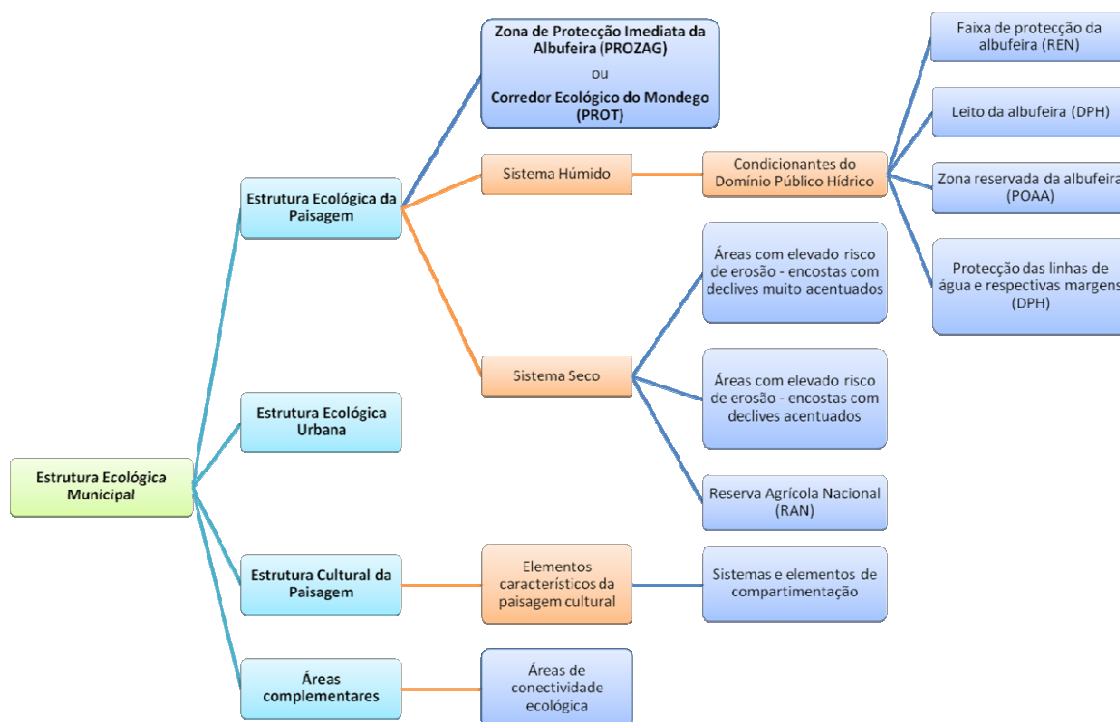 Estrutura Ecológica
Municipal
Estrutura Ecológica da
Paisagem
Estrutura Ecológica
Urbana
Estrutura Cultural da
Paisagem
Áreas
complementares
Zona de Protecção Imediata da
Albufeira (PROZAG)
ou
Corredor Ecológico do Mondego
(PROT)
Sistema Húmido
Sistema Seco
Elementos
característicos da
paisagem cultural
Áreas de
conectividade
ecológica
Condicionantes do
Domínio Público Hídrico
Áreas com elevado risco
de erosão - encostas com
declives muito acentuados
Áreas com elevado risco
de erosão - encostas com
declives acentuados
Reserva Agrícola Nacional
(RAN)
Sistemas e elementos de
compartimentação
Faixa de protecção da
albufeira (REN)
Leito da albufeira (DPH)
Zona reservada da albufeira
(POAA)
Protecção das linhas de
água e respectivas margens
(DPH)